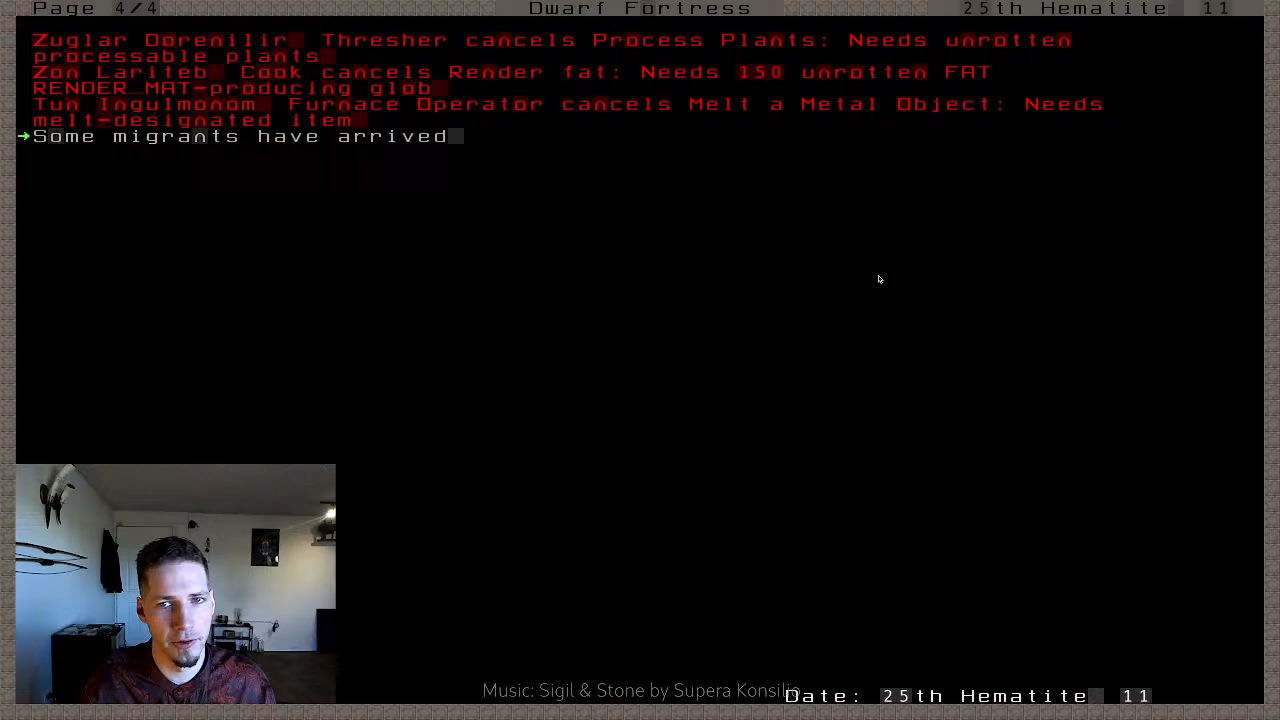 Page 4/4 Dwarf Fortress 25th Hematite 11
Zuglar Dorenilir Thresher cancels Process Plants: Needs unrotten
processable plants
Zon Lariteb Cook cancels Render fat: Needs 150 unrotten FAT
RENDER_MAT-producing glob
Tun Ingulmonom Furnace Operator cancels Melt a Metal Object: Needs
melt-designated item
Some migrants have arrived
Music: Sigil & Stone by Supera Konsilio
Date: 25th Hematite 11